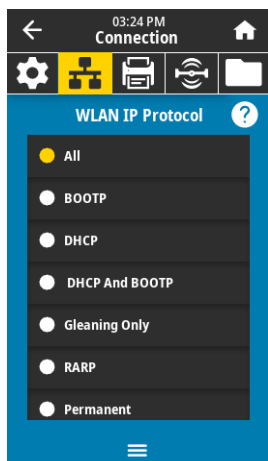 03:24 PM
Connection
WLAN IP Protocol
?
All
BOOTP
DHCP
DHCP And BOOTP
Gleaning Only
RARP
Permanent